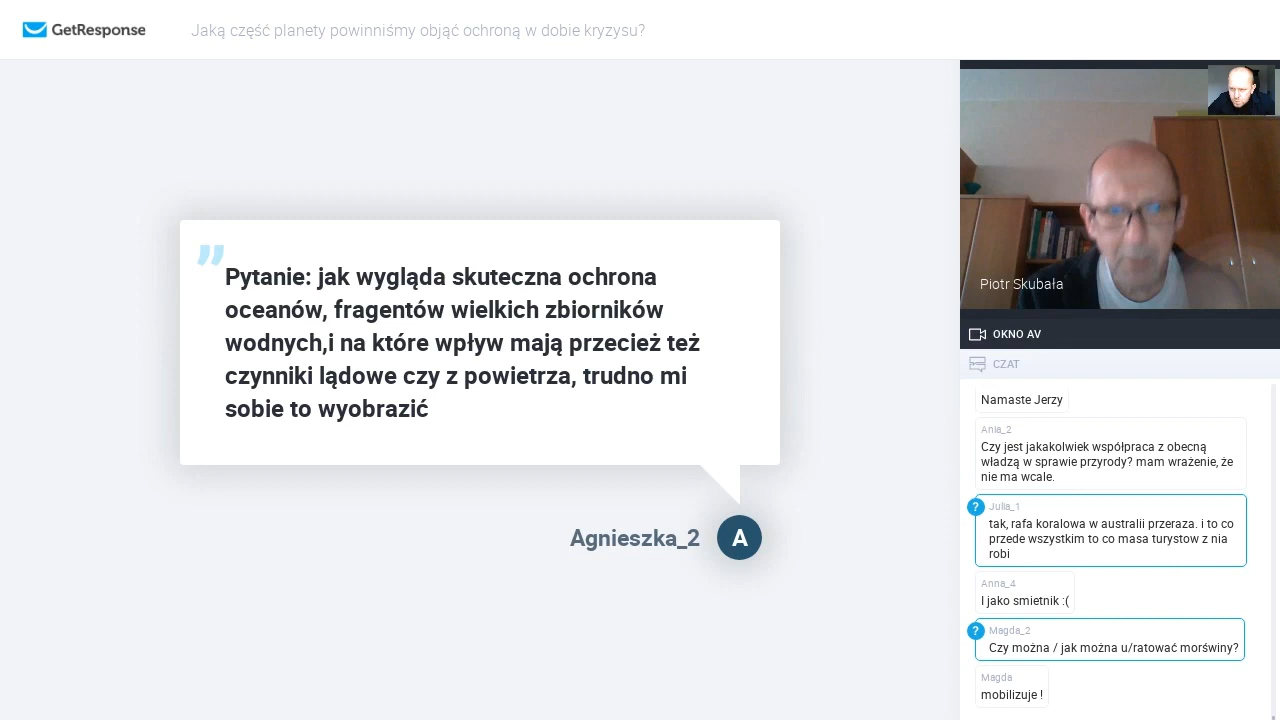 GetResponse
Jaką część planety powinniśmy objąć ochroną w dobie kryzysu?
”
Pytanie: jak wygląda skuteczna ochrona
oceanów, fragentów wielkich zbiorników
wodnych,i na które wpływ mają przecież też
czynniki lądowe czy z powietrza, trudno mi
sobie to wyobrazić
Agnieszka_2
A
Piotr Skubała
OKNO AV
CZAT
Namaste Jerzy
Ania_2
Czy jest jakakolwiek współpraca z obecną
władzą w sprawie przyrody? mam wrażenie, że
nie ma wcale.
?
Julia_1
tak, rafa koralowa w australii przeraza. i to co
przede wszystkim to co masa turystow z nia
robi
Anna_4
I jako smietnik :(
?
Magda_2
Czy można / jak można u/ratować morświny?
Magda
mobilizuje !